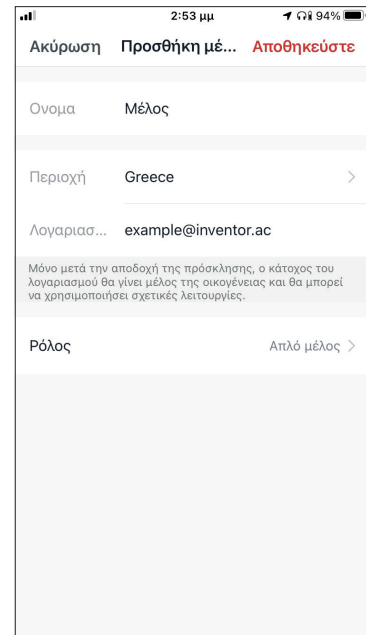 2:53 μμ 94%
Ακύρωση Προσθήκη μέ... Αποθηκεύστε
Ονομα Μέλος
Περιοχή Greece
Λογαριασ... example@inventor.ac
Μόνο μετά την αποδοχή της πρόσκλησης, ο κάτοχος του
λογαριασμού θα γίνει μέλος της οικογένειας και θα μπορεί
να χρησιμοποιήσει σχετικές λειτουργίες.
Ρόλος Απλό μέλος